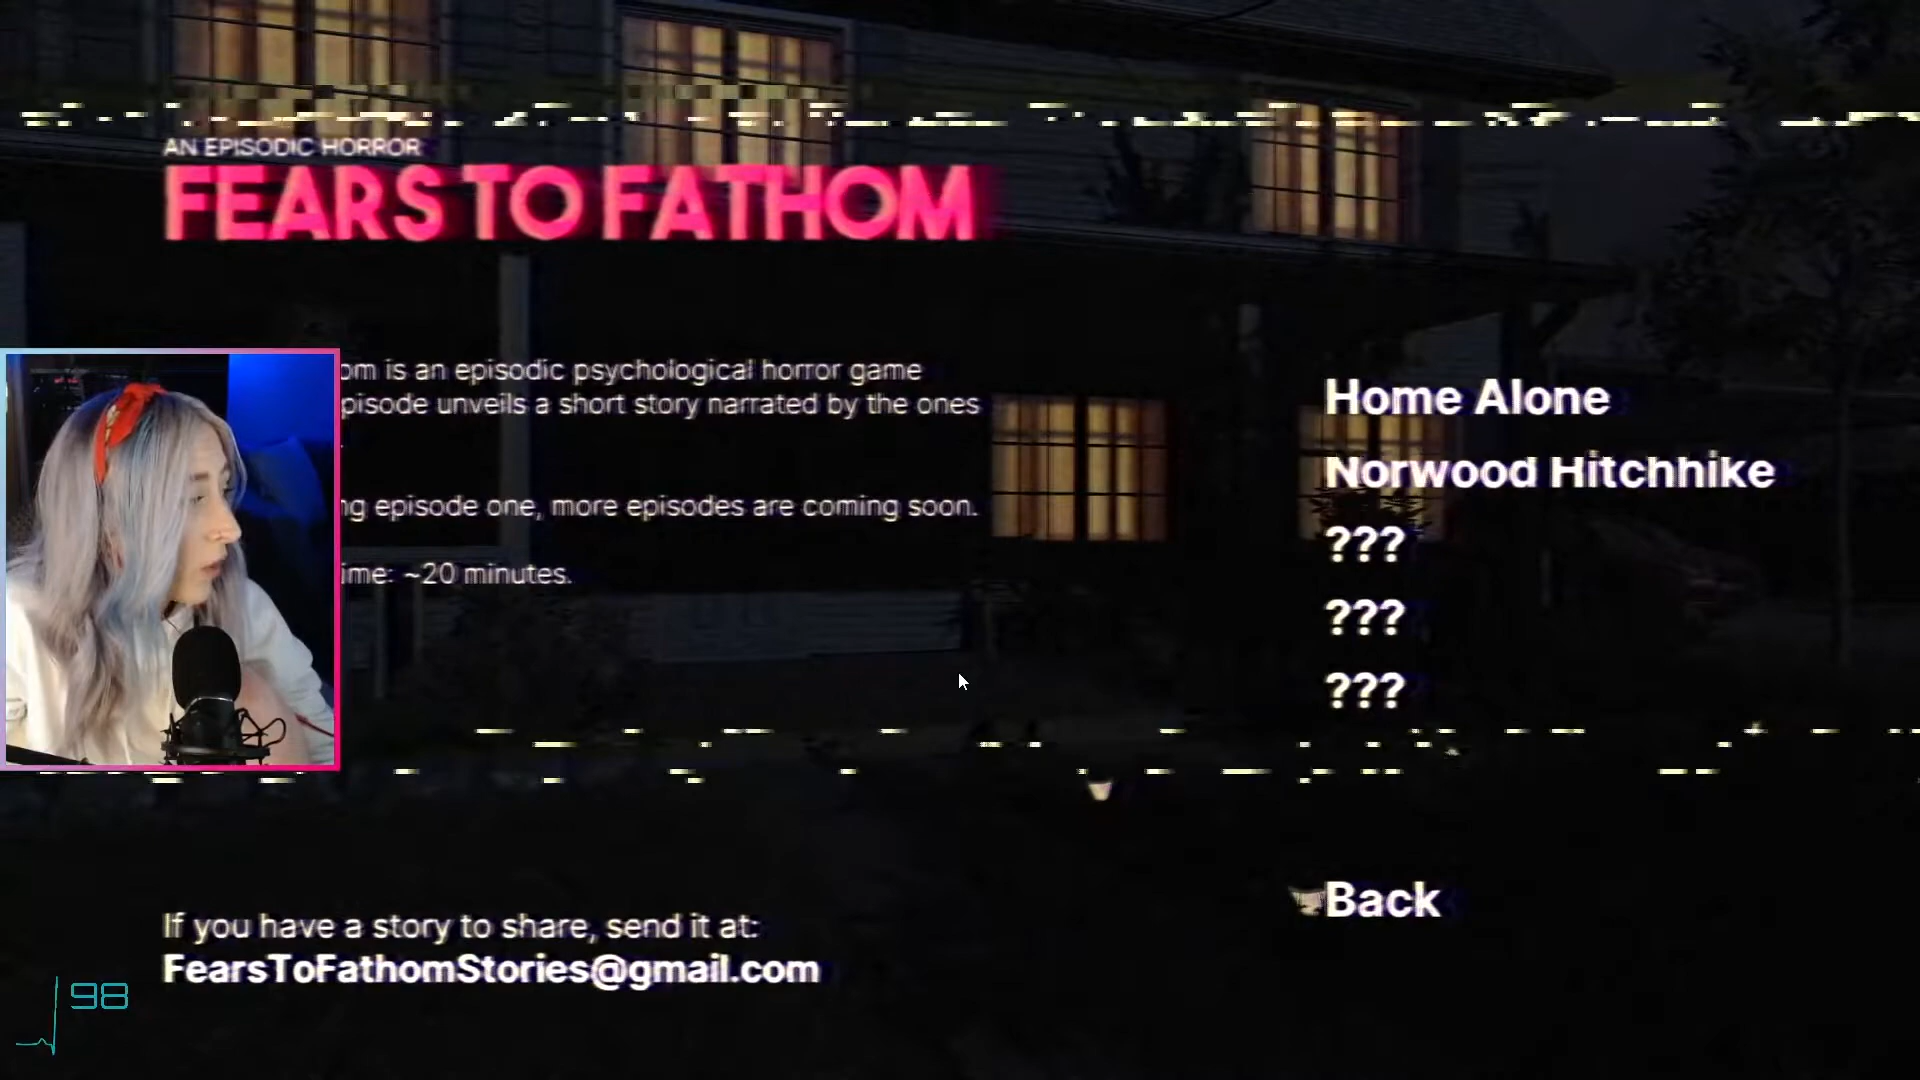 AN EPISODIC HORROR
FEARS TO FATHOM
om is an episodic psychological horror game
pisode unveils a short story narrated by the ones
ng episode one, more episodes are coming soon.
ime: ~20 minutes.
Home Alone
Norwood Hitchhike
???
???
???
Back
If you have a story to share, send it at:
FearsToFathomStories@gmail.com
98